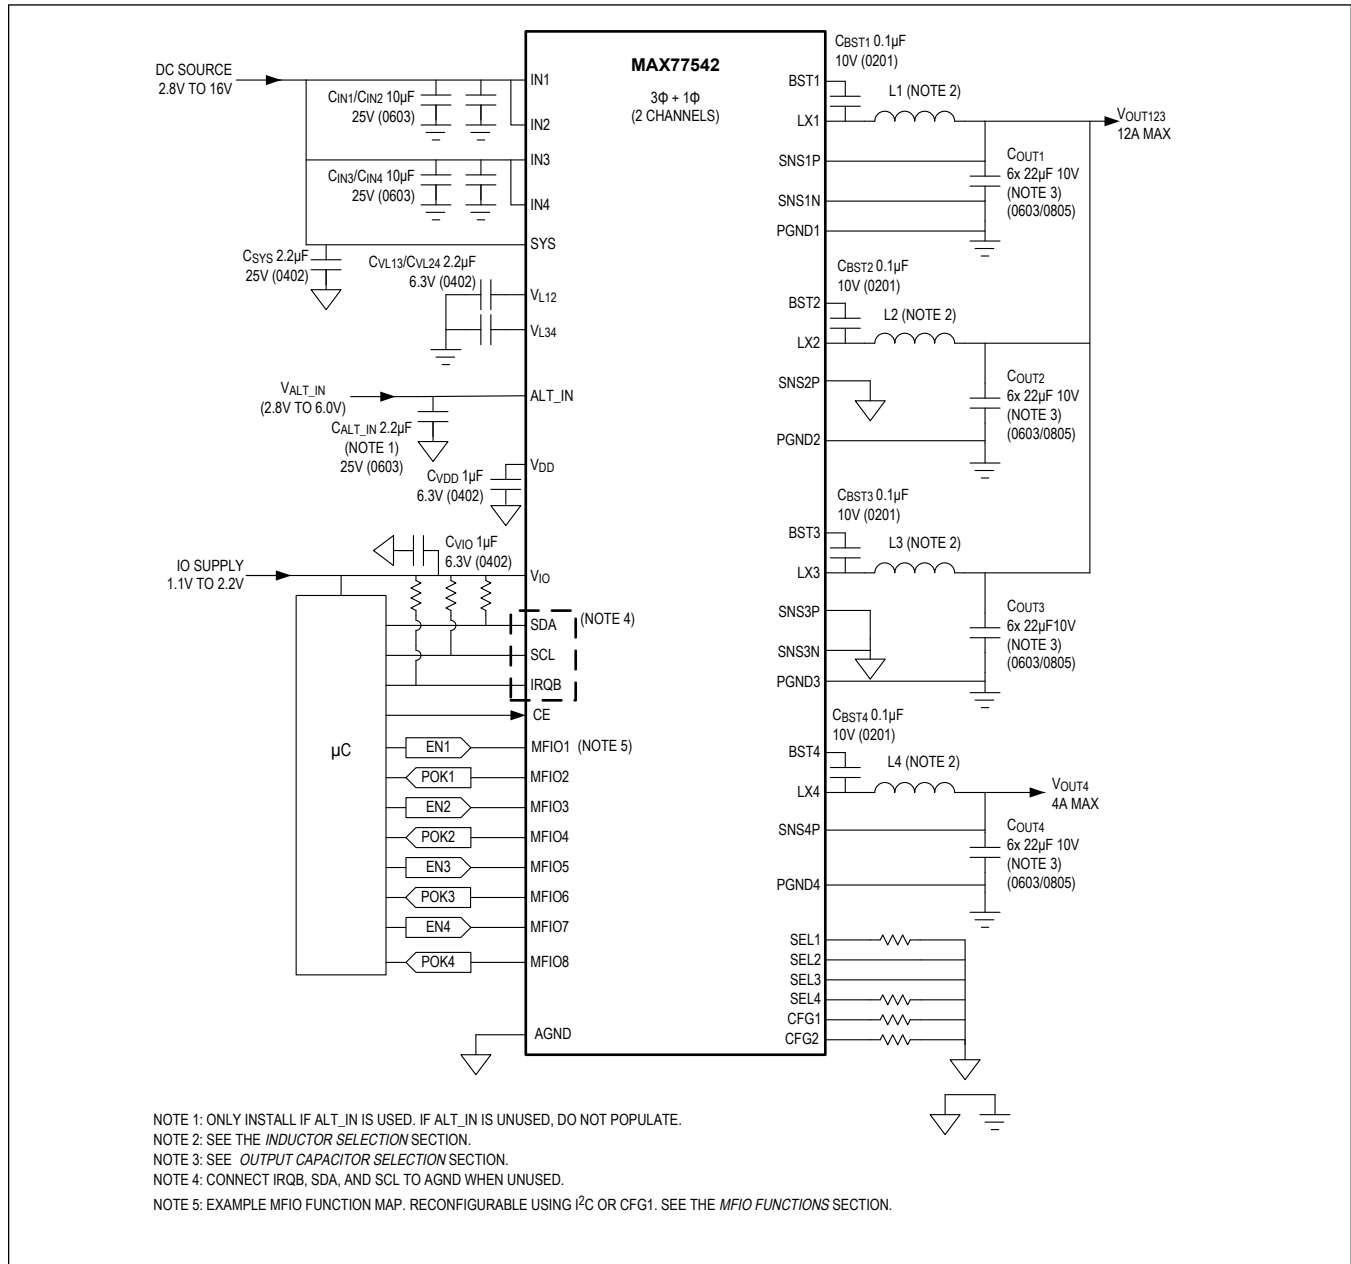 MAX77542
3Φ + 1Φ
(2 CHANNELS)
DC SOURCE
2.8V TO 16V
CIN1/CIN2 10µF
25V (0603)
CIN3/CIN4 10µF
25V (0603)
CSYS 2.2µF
25V (0402)
CVL13/CVL24 2.2µF
6.3V (0402)
VALT_IN
(2.8V TO 6.0V)
CALT_IN 2.2µF
(NOTE 1)
25V (0603)
CVDD 1µF
6.3V (0402)
CVIO 1µF
6.3V (0402)
IO SUPPLY
1.1V TO 2.2V
IN1
IN2
IN3
IN4
SYS
VL12
VL34
ALT_IN
VDD
VIO
SDA
(NOTE 4)
SCL
IRQB
CE
µC
EN1
MFIO1 (NOTE 5)
POK1
MFIO2
EN2
MFIO3
POK2
MFIO4
EN3
MFIO5
POK3
MFIO6
EN4
MFIO7
POK4
MFIO8
AGND
CBST1 0.1µF
10V (0201)
BST1
L1 (NOTE 2)
LX1
VOUT123
12A MAX
SNS1P
COUT1
6x 22µF 10V
(NOTE 3)
(0603/0805)
SNS1N
PGND1
CBST2 0.1µF
10V (0201)
BST2
L2 (NOTE 2)
LX2
SNS2P
COUT2
6x 22µF 10V
(NOTE 3)
(0603/0805)
PGND2
CBST3 0.1µF
10V (0201)
BST3
L3 (NOTE 2)
LX3
SNS3P
COUT3
6x 22µF10V
(NOTE 3)
(0603/0805)
SNS3N
PGND3
CBST4 0.1µF
10V (0201)
BST4
L4 (NOTE 2)
LX4
VOUT4
4A MAX
SNS4P
COUT4
6x 22µF 10V
(NOTE 3)
(0603/0805)
PGND4
SEL1
SEL2
SEL3
SEL4
CFG1
CFG2
NOTE 1: ONLY INSTALL IF ALT_IN IS USED. IF ALT_IN IS UNUSED, DO NOT POPULATE.
NOTE 2: SEE THE INDUCTOR SELECTION SECTION.
NOTE 3: SEE OUTPUT CAPACITOR SELECTION SECTION.
NOTE 4: CONNECT IRQB, SDA, AND SCL TO AGND WHEN UNUSED.
NOTE 5: EXAMPLE MFIO FUNCTION MAP. RECONFIGURABLE USING I2C OR CFG1. SEE THE MFIO FUNCTIONS SECTION.